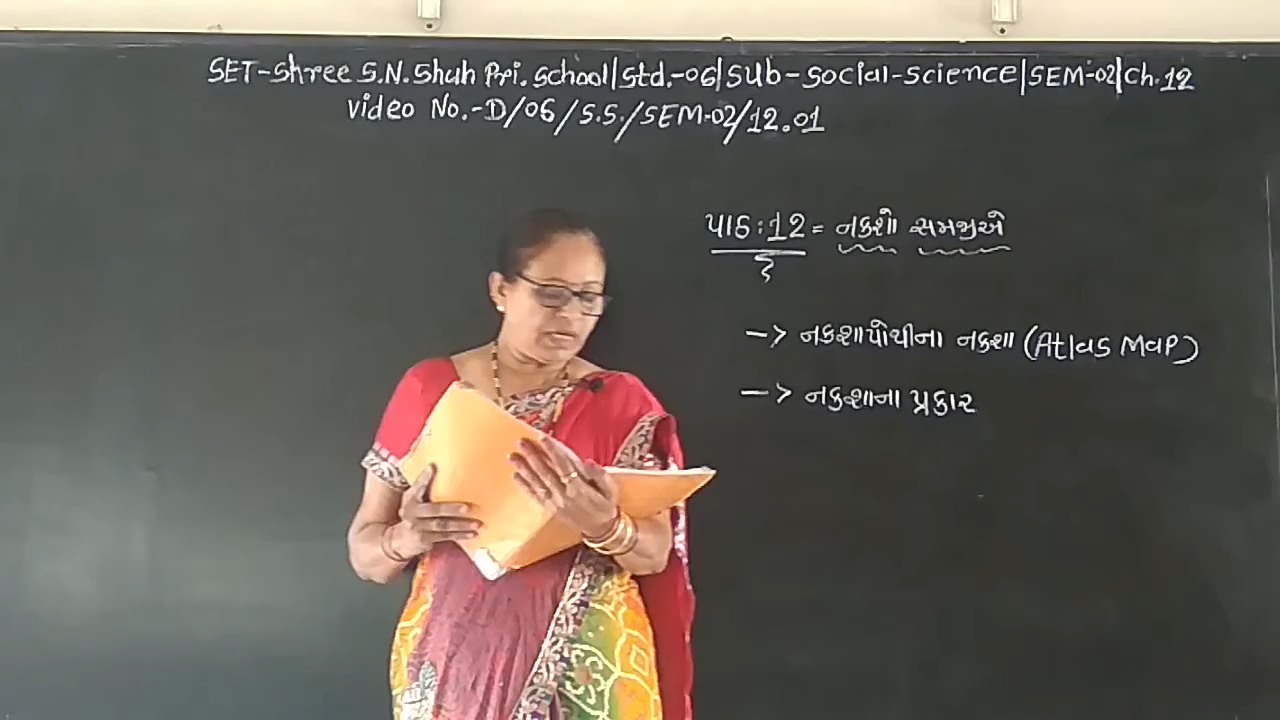 SET-Shree S.N.Shah Pri. School|Std.-06|Sub-Social-Science|SEM-02|Ch.12
Video No.-D/06/S.S./SEM-02/12.01
પાઠ:12 = નકશો સમજીએ
-> નકશાપોથીના નકશા (Atlas Map)
-> નકશાના પ્રકાર